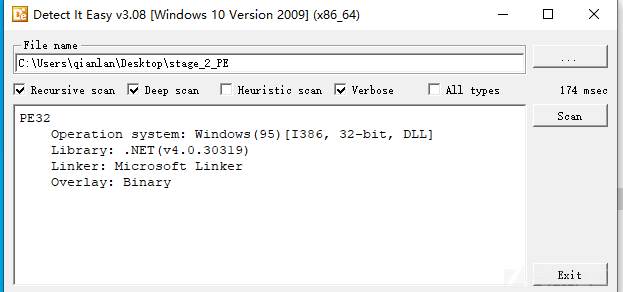 Detect It Easy v3.08 [Windows 10 Version 2009] (x86_64)
File name
C:\Users\qianlan\Desktop\stage_2_PE
...
Recursive scan Deep scan Heuristic scan Verbose All types 174 msec
PE32
Scan
Operation system: Windows(95)[I386, 32-bit, DLL]
Library: .NET(v4.0.30319)
Linker: Microsoft Linker
Overlay: Binary
Exit